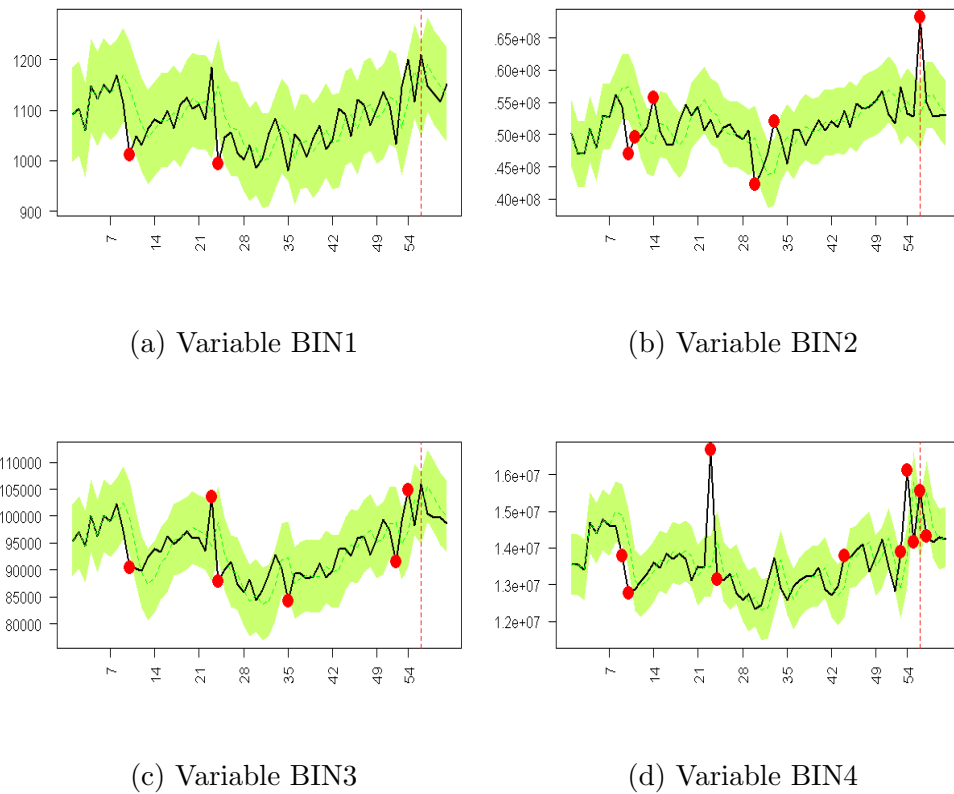 1200
1100
1000
900
7 14 21 28 35 42 49 54
(a) Variable BIN1
.65e+08
.60e+08
.55e+08
.50e+08
.45e+08
.40e+08
7 14 21 28 35 42 49 54
(b) Variable BIN2
110000
105000
100000
95000
90000
85000
80000
7 14 21 28 35 42 49 54
(c) Variable BIN3
1.6e+07
1.5e+07
1.4e+07
1.3e+07
1.2e+07
7 14 21 28 35 42 49 54
(d) Variable BIN4